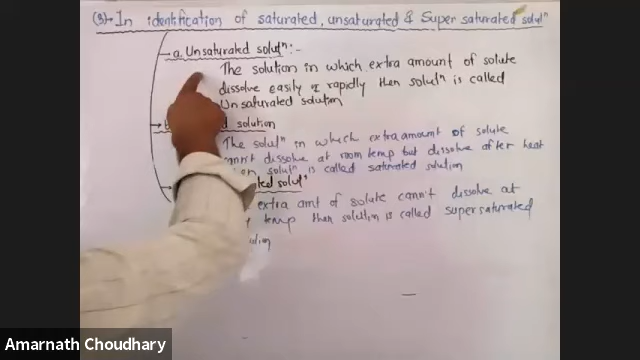 (3)→ In identification of saturated, unsaturated & Super saturated soluⁿ
a. Unsaturated soluⁿ:-
The solution in which extra amount of solute
dissolve easily & rapidly then soluⁿ is called
Unsaturated solution
solution
The soluⁿ in which extra amount of solute
cann't dissolve at room temp but dissolve after heat
soluⁿ is called saturated solution
soluⁿ
extra amt of solute cann't dissolve at
temp then solution is called supersaturated
Amarnath Choudhary